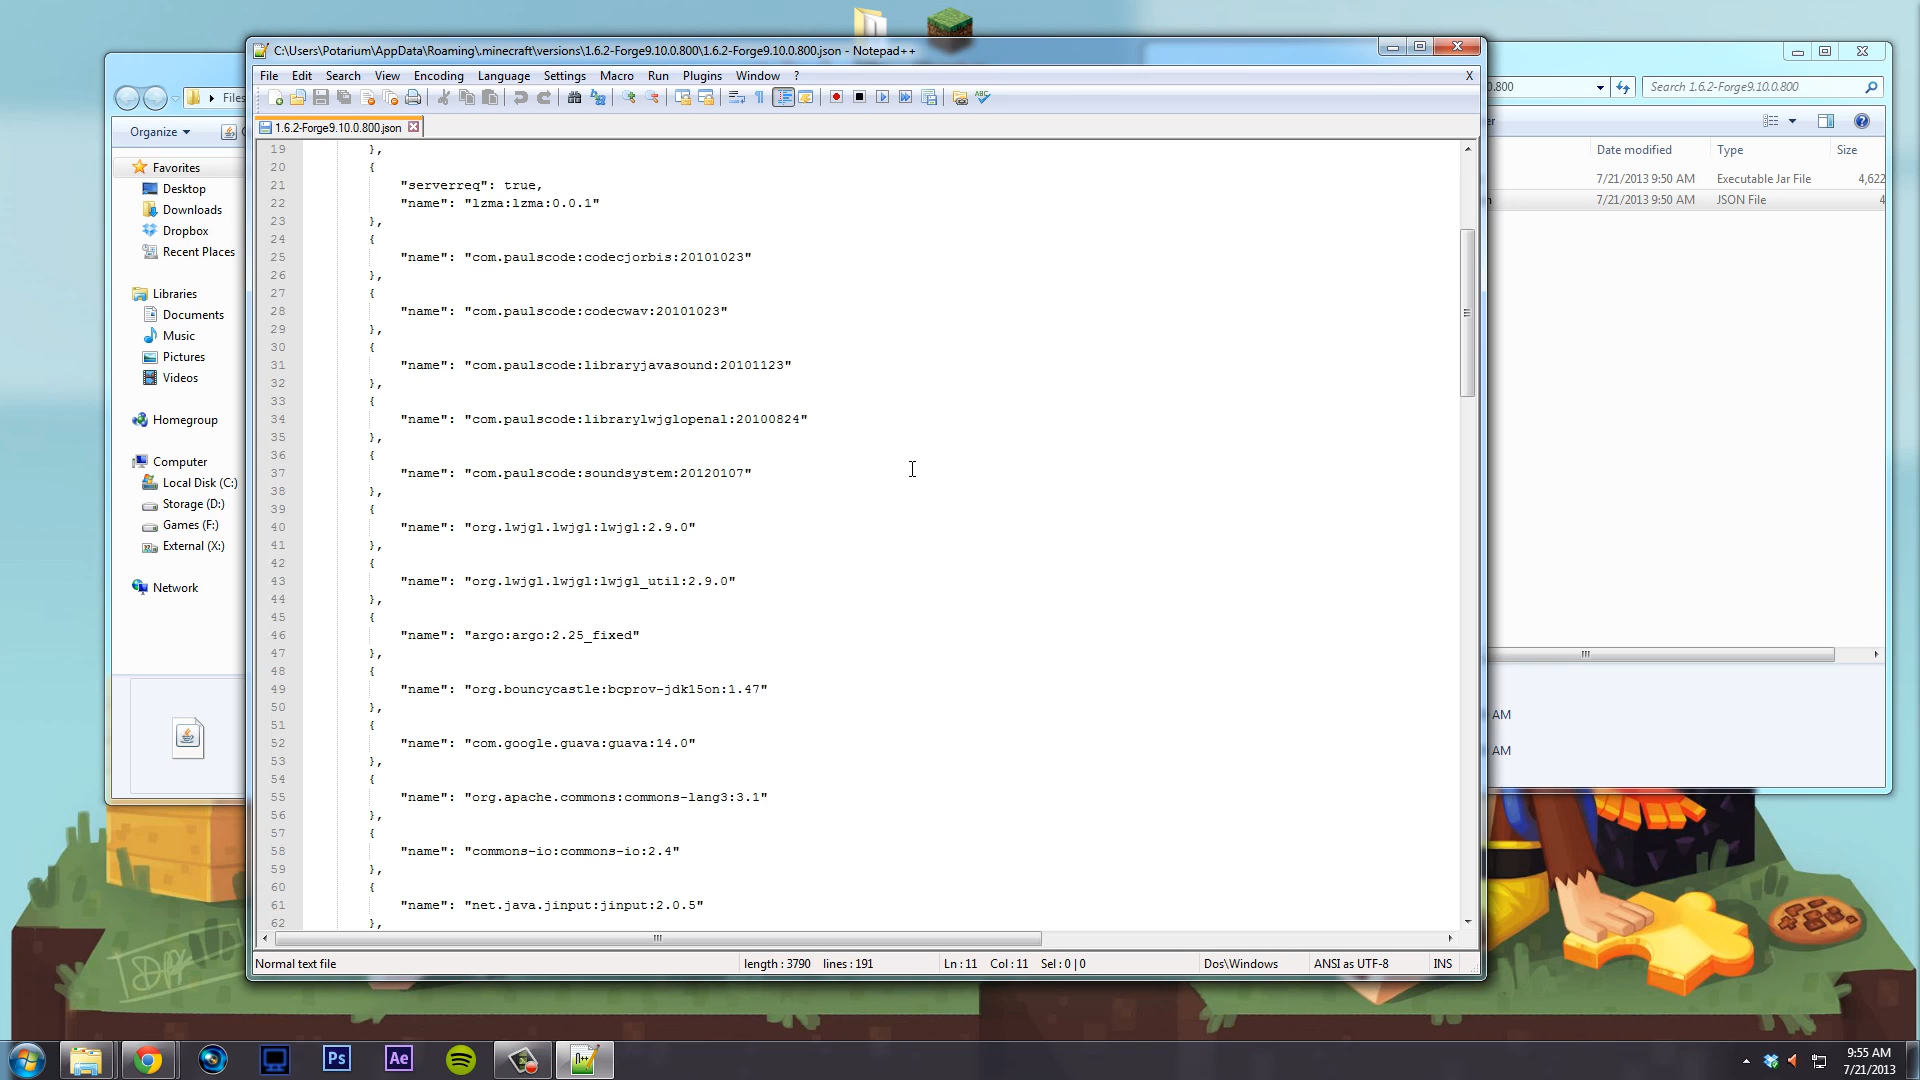 C:\Users\Potarium\AppData\Roaming\.minecraft\versions\1.6.2-Forge9.10.0.800\1.6.2-Forge9.10.0.800.json - Notepad++
File Edit Search View Encoding Language Settings Macro Run Plugins Window ? X
1.6.2-Forge9.10.0.800.json
19 },
20 {
21 "serverreq": true,
22 "name": "lzma:lzma:0.0.1"
23 },
24 {
25 "name": "com.paulscode:codecjorbis:20101023"
26 },
27 {
28 "name": "com.paulscode:codecwav:20101023"
29 },
30 {
31 "name": "com.paulscode:libraryjavasound:20101123"
32 },
33 {
34 "name": "com.paulscode:librarylwjglopenal:20100824"
35 },
36 {
37 "name": "com.paulscode:soundsystem:20120107"
38 },
39 {
40 "name": "org.lwjgl.lwjgl:lwjgl:2.9.0"
41 },
42 {
43 "name": "org.lwjgl.lwjgl:lwjgl_util:2.9.0"
44 },
45 {
46 "name": "argo:argo:2.25_fixed"
47 },
48 {
49 "name": "org.bouncycastle:bcprov-jdk15on:1.47"
50 },
51 {
52 "name": "com.google.guava:guava:14.0"
53 },
54 {
55 "name": "org.apache.commons:commons-lang3:3.1"
56 },
57 {
58 "name": "commons-io:commons-io:2.4"
59 },
60 {
61 "name": "net.java.jinput:jinput:2.0.5"
62 },
Normal text file length : 3790 lines : 191 Ln : 11 Col : 11 Sel : 0 | 0 Dos\Windows ANSI as UTF-8 INS
Files
Organize
Favorites
Desktop
Downloads
Dropbox
Recent Places
Libraries
Documents
Music
Pictures
Videos
Homegroup
Computer
Local Disk (C:)
Storage (D:)
Games (F:)
External (X:)
Network
0.800 Search 1.6.2-Forge9.10.0.800
Date modified Type Size
7/21/2013 9:50 AM Executable Jar File 4,622
7/21/2013 9:50 AM JSON File 4
AM
AM
Ps Ae
9:55 AM
7/21/2013